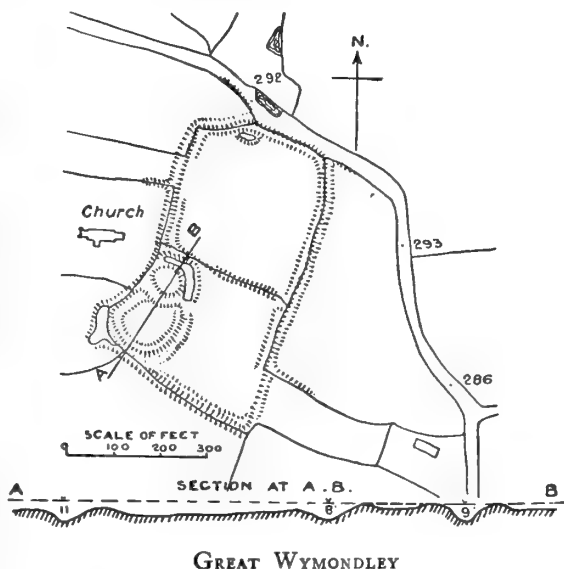 292
N.
Church
B
293
A
286
SCALE OF FEET
0 100 200 300
SECTION AT A.B.
A B
11 8 9
GREAT WYMONDLEY